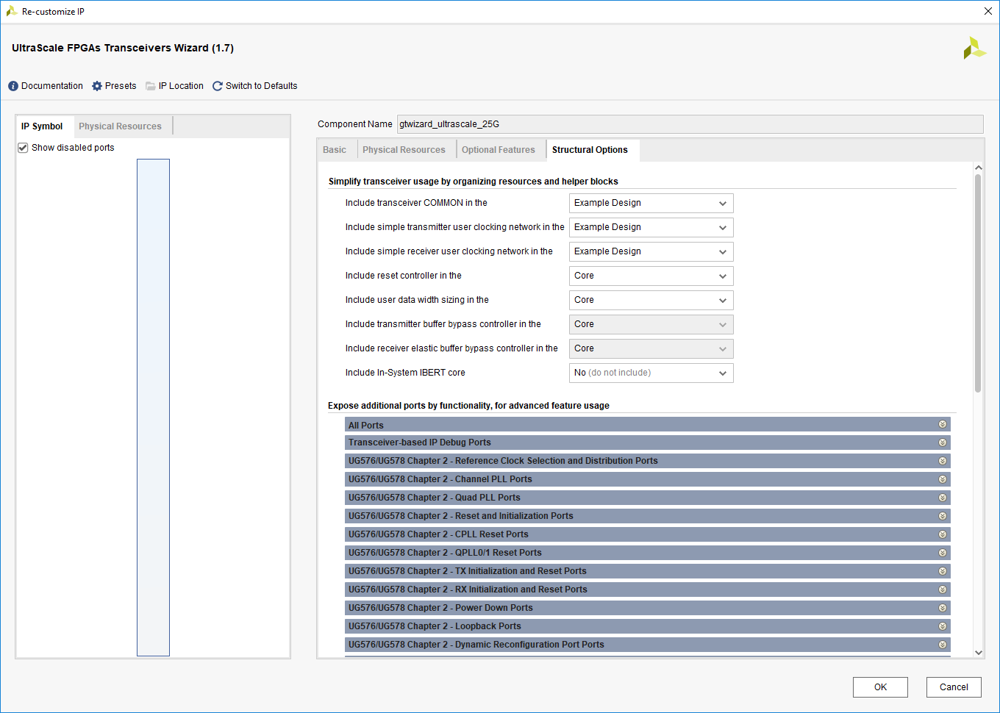 Re-customize IP
UltraScale FPGAs Transceivers Wizard (1.7)
Documentation Presets IP Location Switch to Defaults
IP Symbol Physical Resources
Show disabled ports
Component Name gtwizard_ultrascale_25G
Basic Physical Resources Optional Features Structural Options
Simplify transceiver usage by organizing resources and helper blocks
Include transceiver COMMON in the Example Design
Include simple transmitter user clocking network in the Example Design
Include simple receiver user clocking network in the Example Design
Include reset controller in the Core
Include user data width sizing in the Core
Include transmitter buffer bypass controller in the Core
Include receiver elastic buffer bypass controller in the Core
Include In-System IBERT core No (do not include)
Expose additional ports by functionality, for advanced feature usage
All Ports
Transceiver-based IP Debug Ports
UG576/UG578 Chapter 2 - Reference Clock Selection and Distribution Ports
UG576/UG578 Chapter 2 - Channel PLL Ports
UG576/UG578 Chapter 2 - Quad PLL Ports
UG576/UG578 Chapter 2 - Reset and Initialization Ports
UG576/UG578 Chapter 2 - CPLL Reset Ports
UG576/UG578 Chapter 2 - QPLL0/1 Reset Ports
UG576/UG578 Chapter 2 - TX Initialization and Reset Ports
UG576/UG578 Chapter 2 - RX Initialization and Reset Ports
UG576/UG578 Chapter 2 - Power Down Ports
UG576/UG578 Chapter 2 - Loopback Ports
UG576/UG578 Chapter 2 - Dynamic Reconfiguration Port Ports
OK Cancel